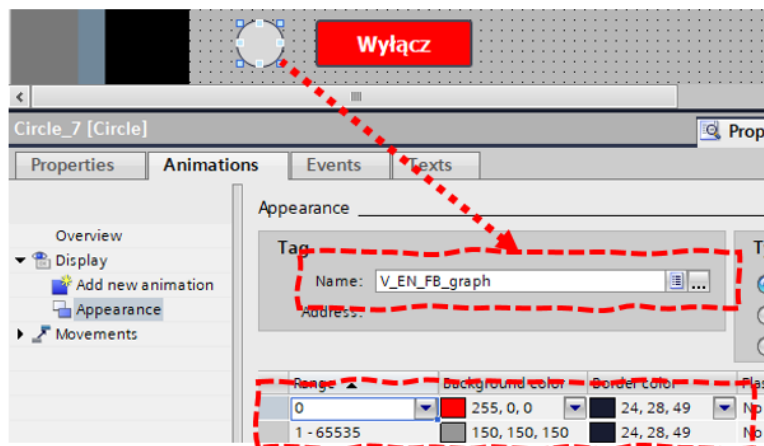 Wyłącz
Circle_7 [Circle]
Prop
Properties Animations Events Texts
Appearance
Overview
Display
Add new animation
Appearance
Movements
Tag
Name: V_EN_FB_graph ...
Address:
Range Background color Border color Flas
0 255, 0, 0 24, 28, 49 No
1 - 65535 150, 150, 150 24, 28, 49 No